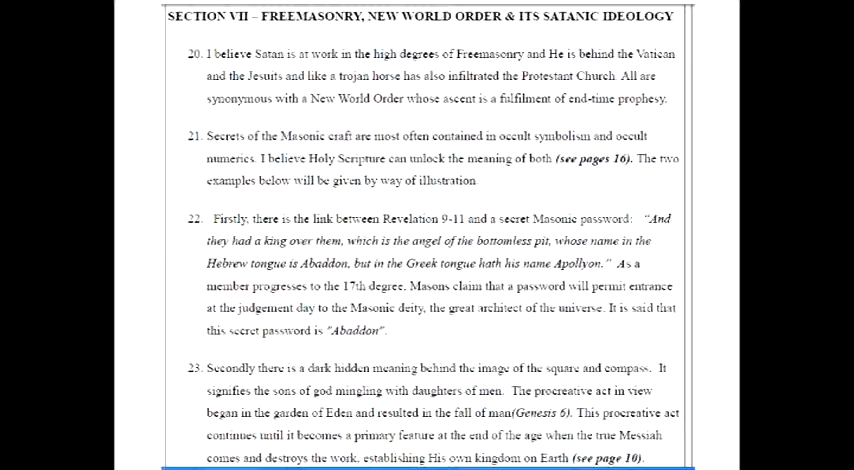 SECTION VII – FREEMASONRY, NEW WORLD ORDER & ITS SATANIC IDEOLOGY
20. I believe Satan is at work in the high degrees of Freemasonry and He is behind the Vatican
and the Jesuits and like a trojan horse has also infiltrated the Protestant Church. All are
synonymous with a New World Order whose ascent is a fulfilment of end-time prophesy.
21. Secrets of the Masonic craft are most often contained in occult symbolism and occult
numerics. I believe Holy Scripture can unlock the meaning of both (see pages 16). The two
examples below will be given by way of illustration.
22. Firstly, there is the link between Revelation 9-11 and a secret Masonic password: "And
they had a king over them, which is the angel of the bottomless pit, whose name in the
Hebrew tongue is Abaddon, but in the Greek tongue hath his name Apollyon." As a
member progresses to the 17th degree, Masons claim that a password will permit entrance
at the judgement day to the Masonic deity, the great architect of the universe. It is said that
this secret password is "Abaddon".
23. Secondly there is a dark hidden meaning behind the image of the square and compass. It
signifies the sons of god mingling with daughters of men. The procreative act in view
began in the garden of Eden and resulted in the fall of man(Genesis 6). This procreative act
continues until it becomes a primary feature at the end of the age when the true Messiah
comes and destroys the work, establishing His own kingdom on Earth (see page 10).